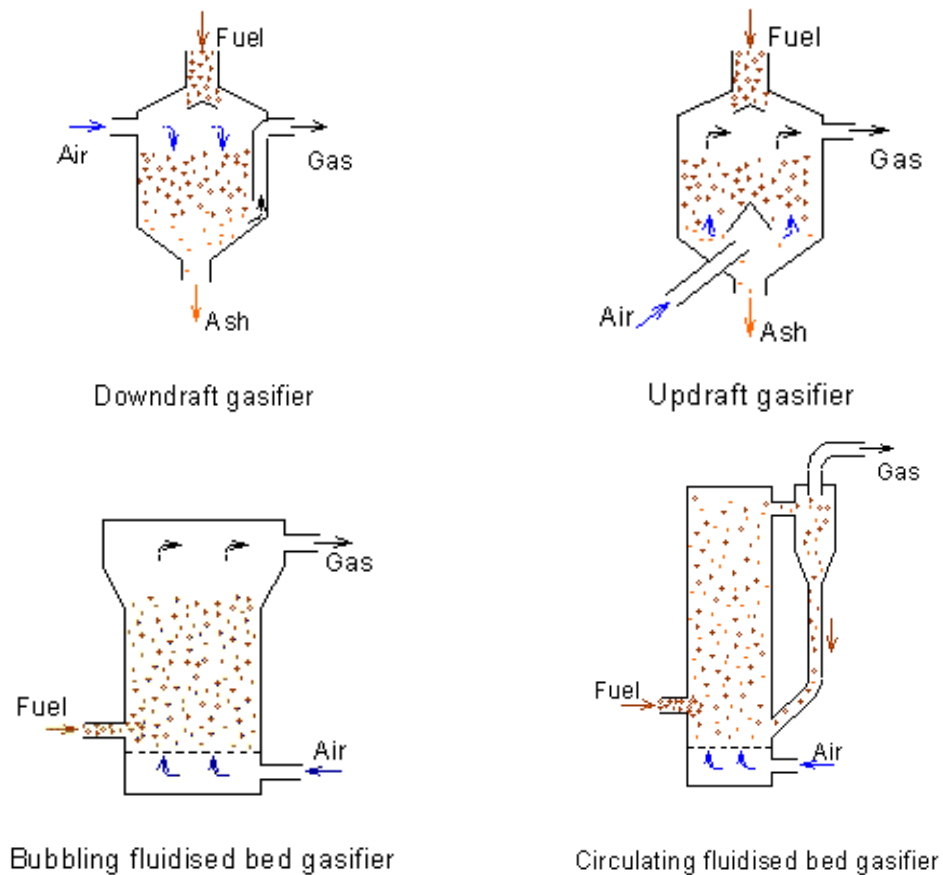 Fuel
Air
Gas
Ash
Downdraft gasifier
Fuel
Gas
Air
Ash
Updraft gasifier
Gas
Fuel
Air
Bubbling fluidised bed gasifier
Gas
Fuel
Air
Circulating fluidised bed gasifier